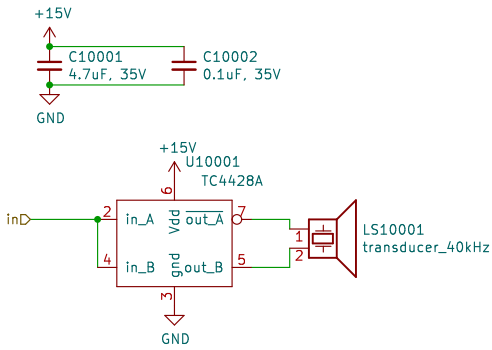 +15V
C10001
4.7uF, 35V
C10002
0.1uF, 35V
GND
+15V
U10001
TC4428A
6
Vdd
in
2
in_A
out_A
7
4
in_B
gnd
out_B
5
3
1
2
LS10001
transducer_40kHz
GND